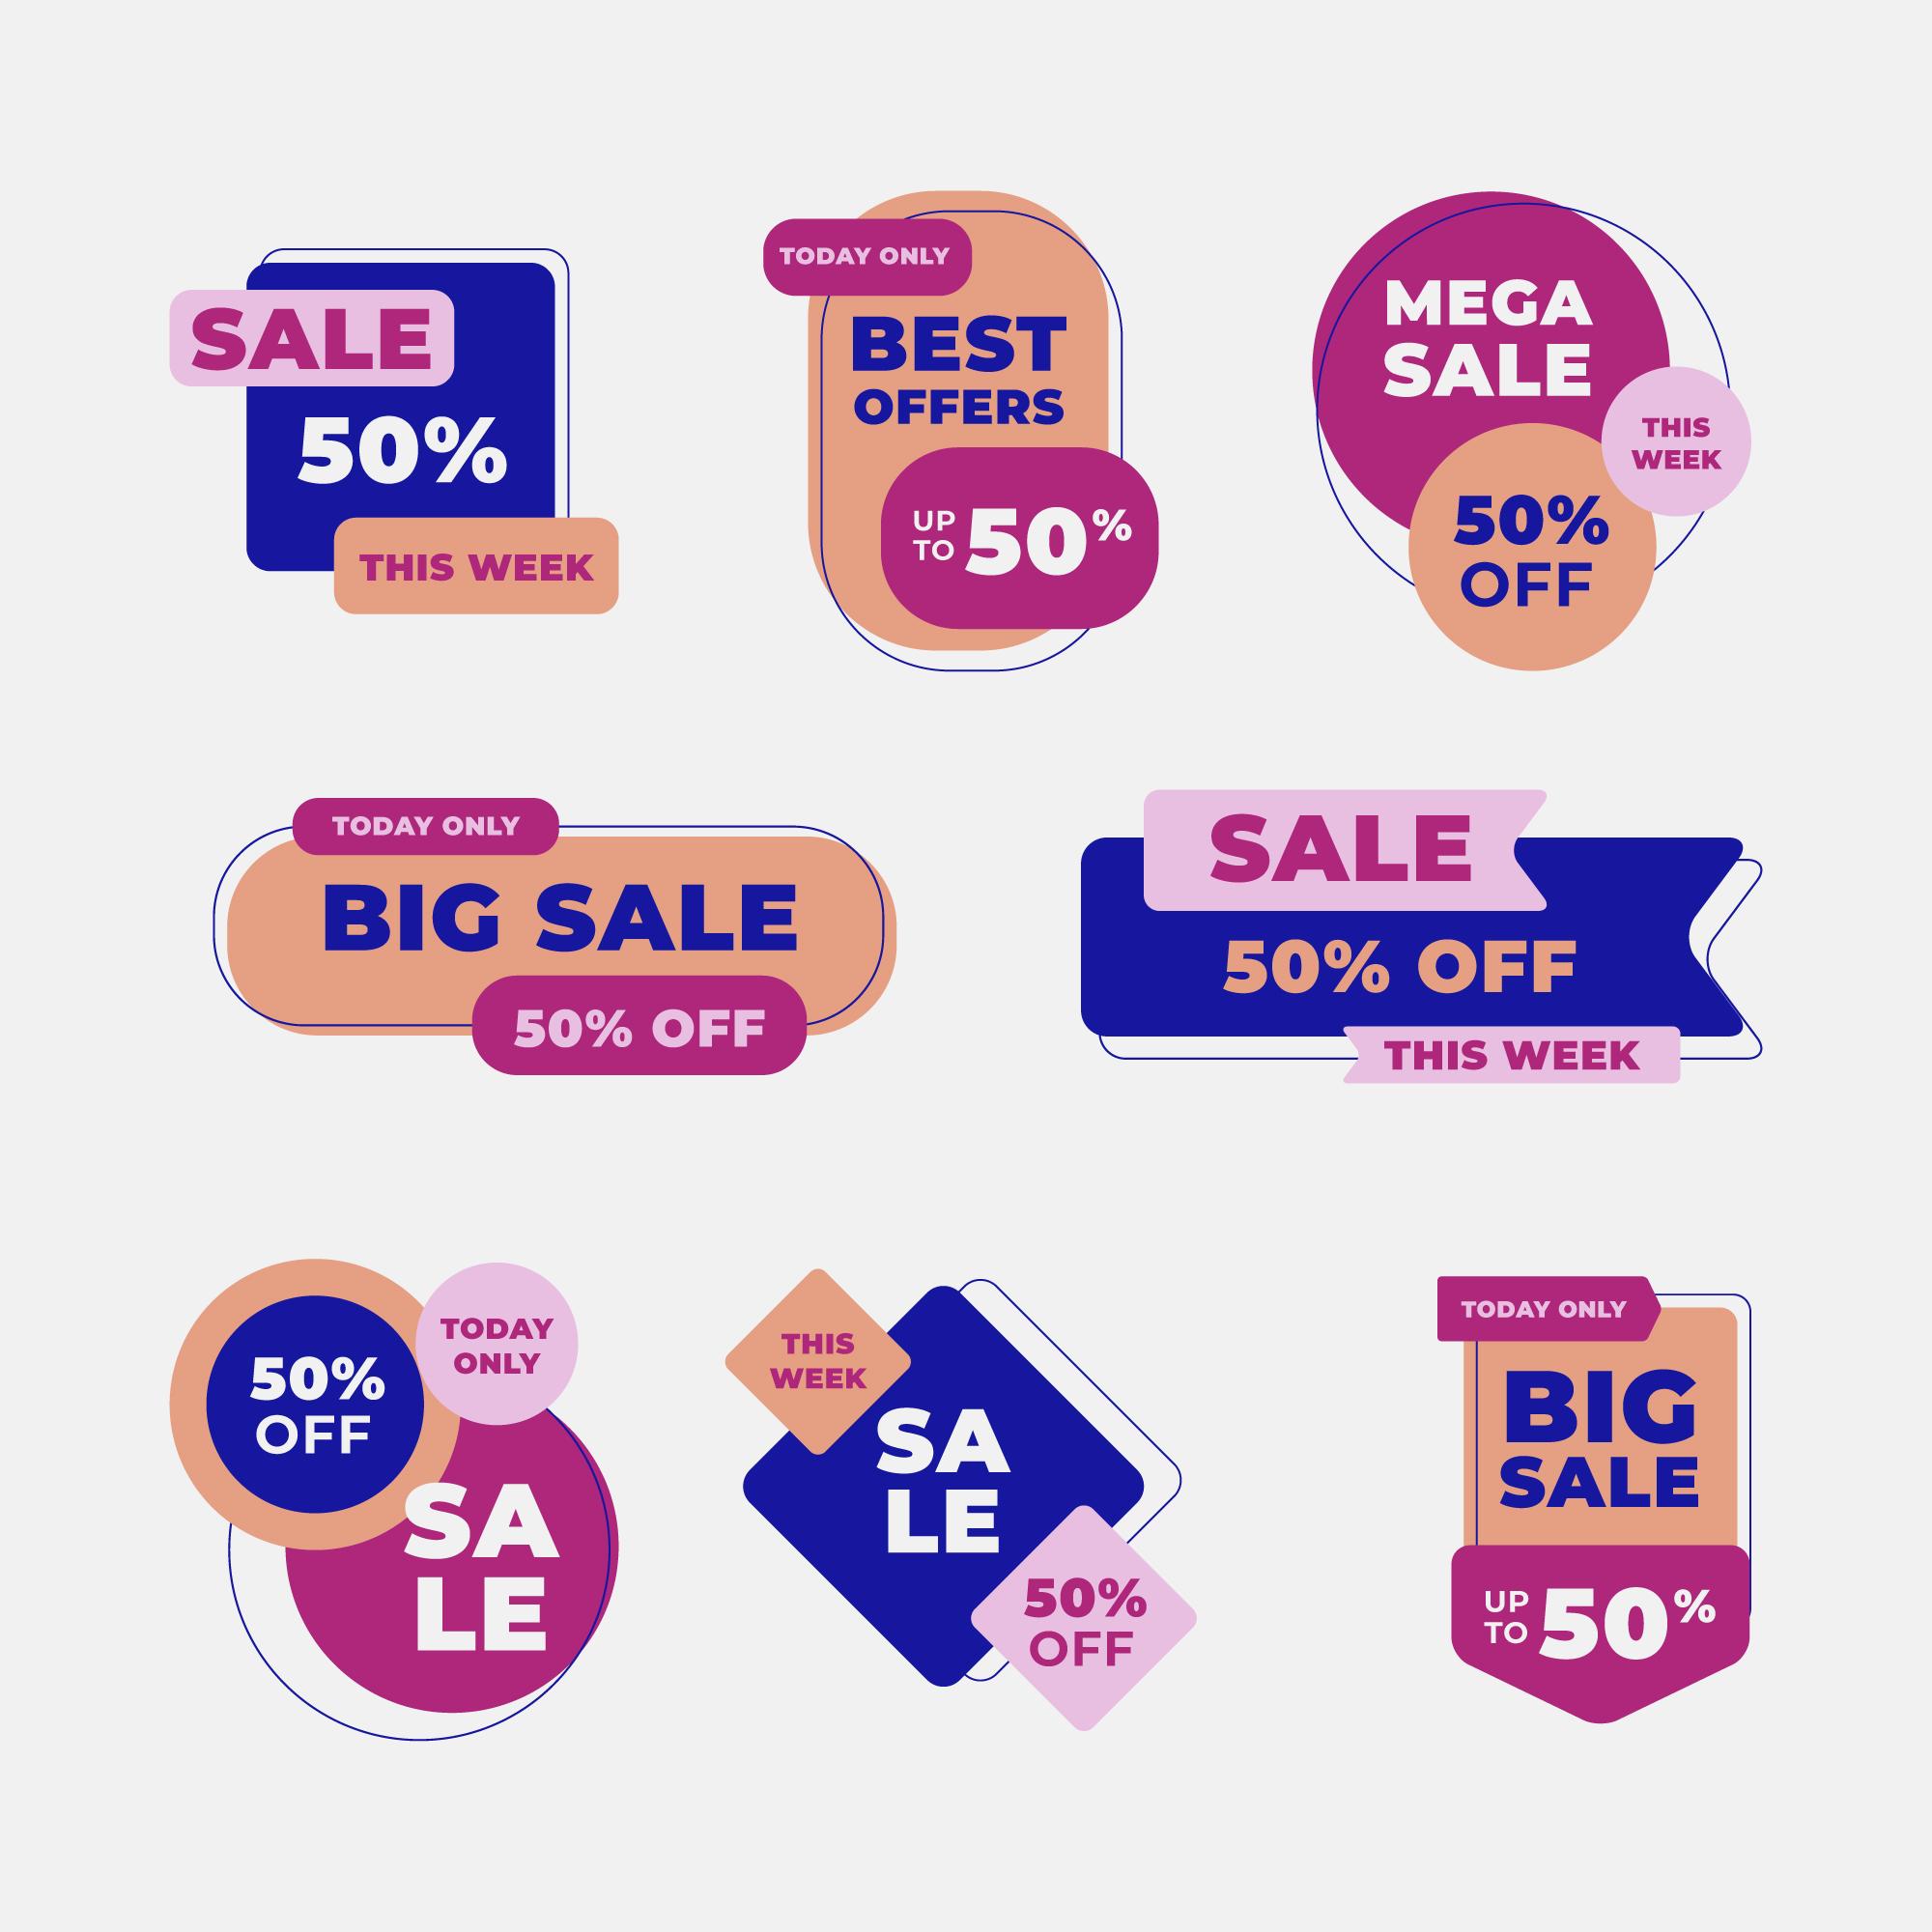 SALE
50%
THIS WEEK
TODAY ONLY
BEST
OFFERS
UP
TO
50%
MEGA
SALE
THIS
WEEK
50%
OFF
TODAY ONLY
BIG SALE
50% OFF
SALE
50% OFF
THIS WEEK
50%
OFF
TODAY
ONLY
SA
LE
THIS
WEEK
SA
LE
50%
OFF
TODAY ONLY
BIG
SALE
UP
TO
50%